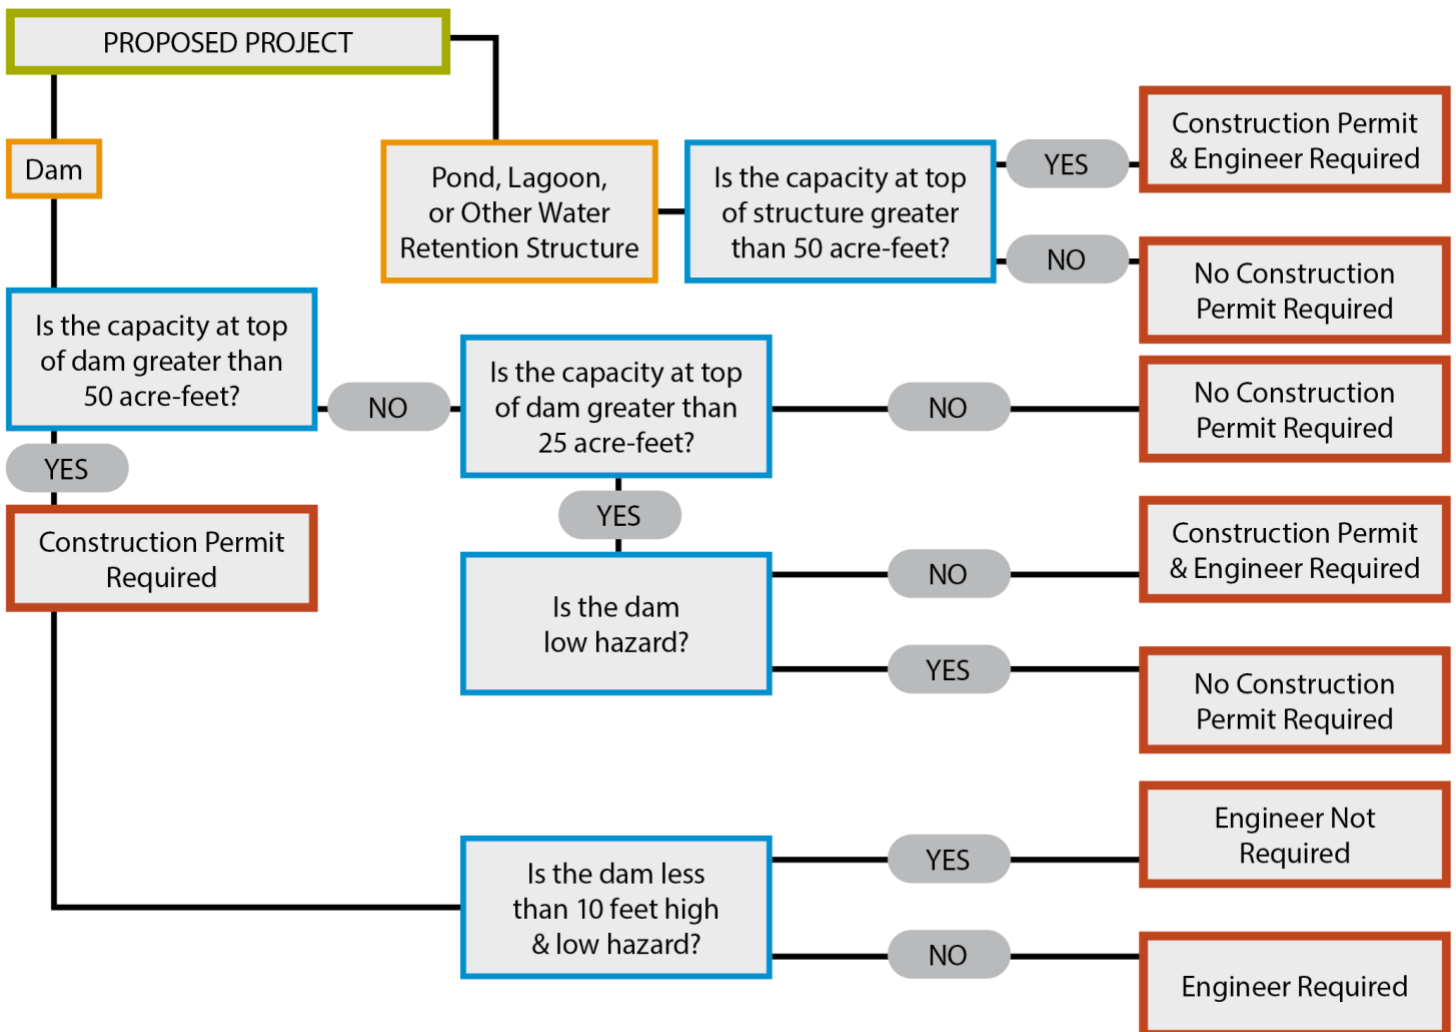 PROPOSED PROJECT
Dam
Pond, Lagoon,
or Other Water
Retention Structure
Is the capacity at top
of structure greater
than 50 acre-feet?
YES
Construction Permit
& Engineer Required
NO
No Construction
Permit Required
Is the capacity at top
of dam greater than
50 acre-feet?
NO
Is the capacity at top
of dam greater than
25 acre-feet?
NO
No Construction
Permit Required
YES
Construction Permit
Required
YES
Is the dam
low hazard?
NO
Construction Permit
& Engineer Required
YES
No Construction
Permit Required
Is the dam less
than 10 feet high
& low hazard?
YES
Engineer Not
Required
NO
Engineer Required